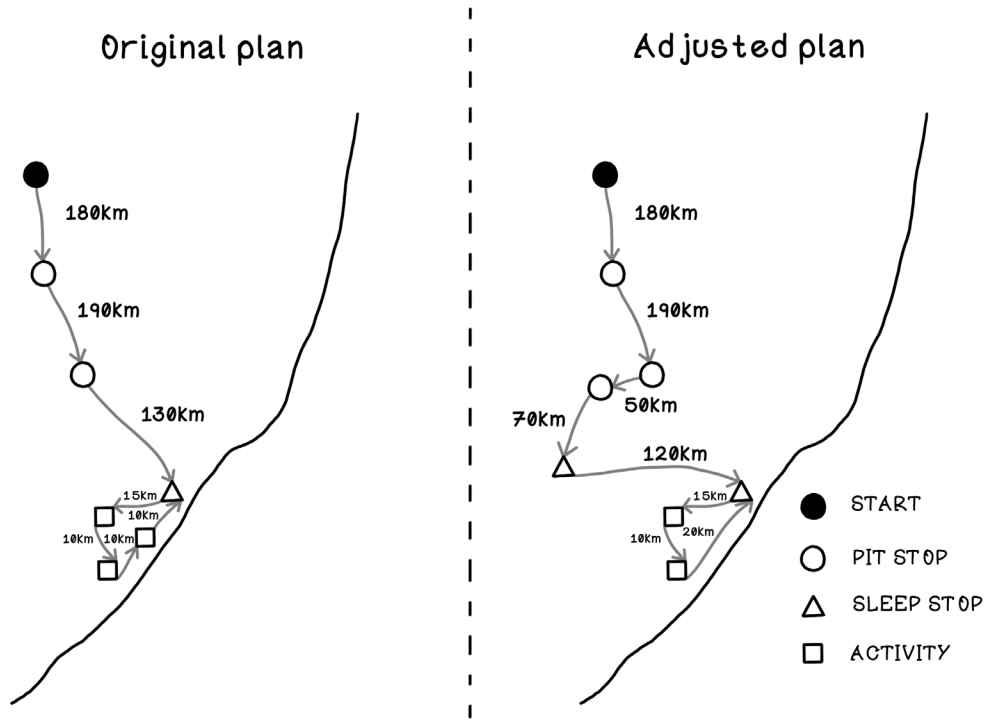 Original plan
180km
190km
130km
15km
10km
10km
10km
Adjusted plan
180km
190km
50km
70km
120km
15km
10km
20km
START
PIT STOP
SLEEP STOP
ACTIVITY